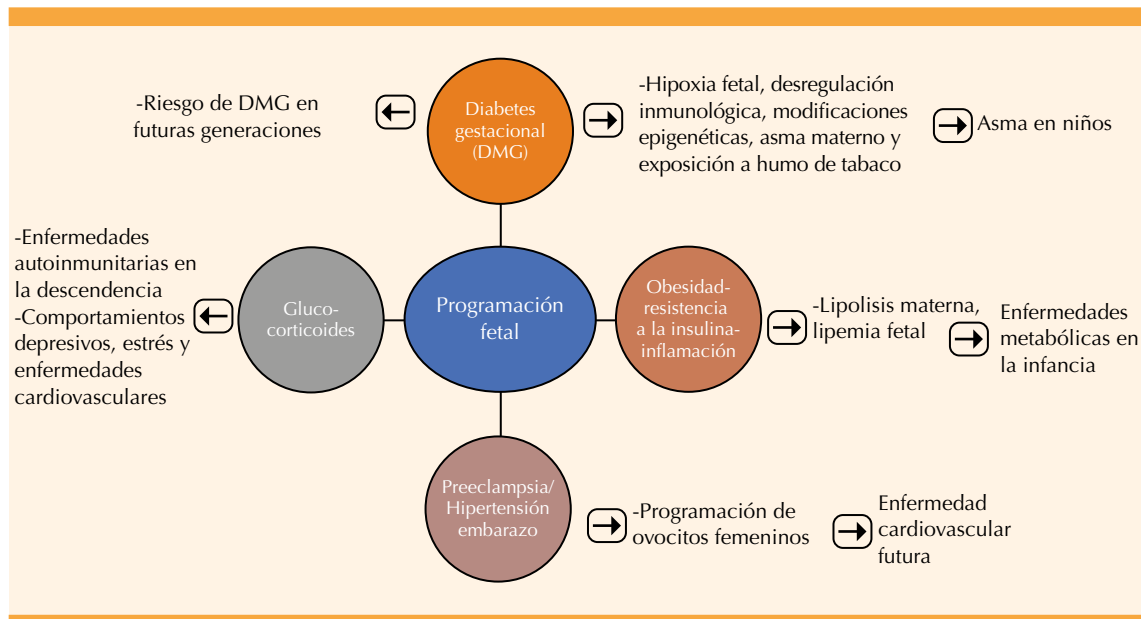 -Riesgo de DMG en
futuras generaciones
Diabetes
gestacional
(DMG)
-Hipoxia fetal, desregulación
inmunológica, modificaciones
epigenéticas, asma materno y
exposición a humo de tabaco
Asma en niños
-Enfermedades
autoinmunitarias en
la descendencia
-Comportamientos
depresivos, estrés y
enfermedades
cardiovasculares
Gluco-
corticoides
Programación
fetal
Obesidad-
resistencia
a la insulina-
inflamación
-Lipolisis materna,
lipemia fetal
Enfermedades
metabólicas en
la infancia
Preeclampsia/
Hipertensión
embarazo
-Programación de
ovocitos femeninos
Enfermedad
cardiovascular
futura